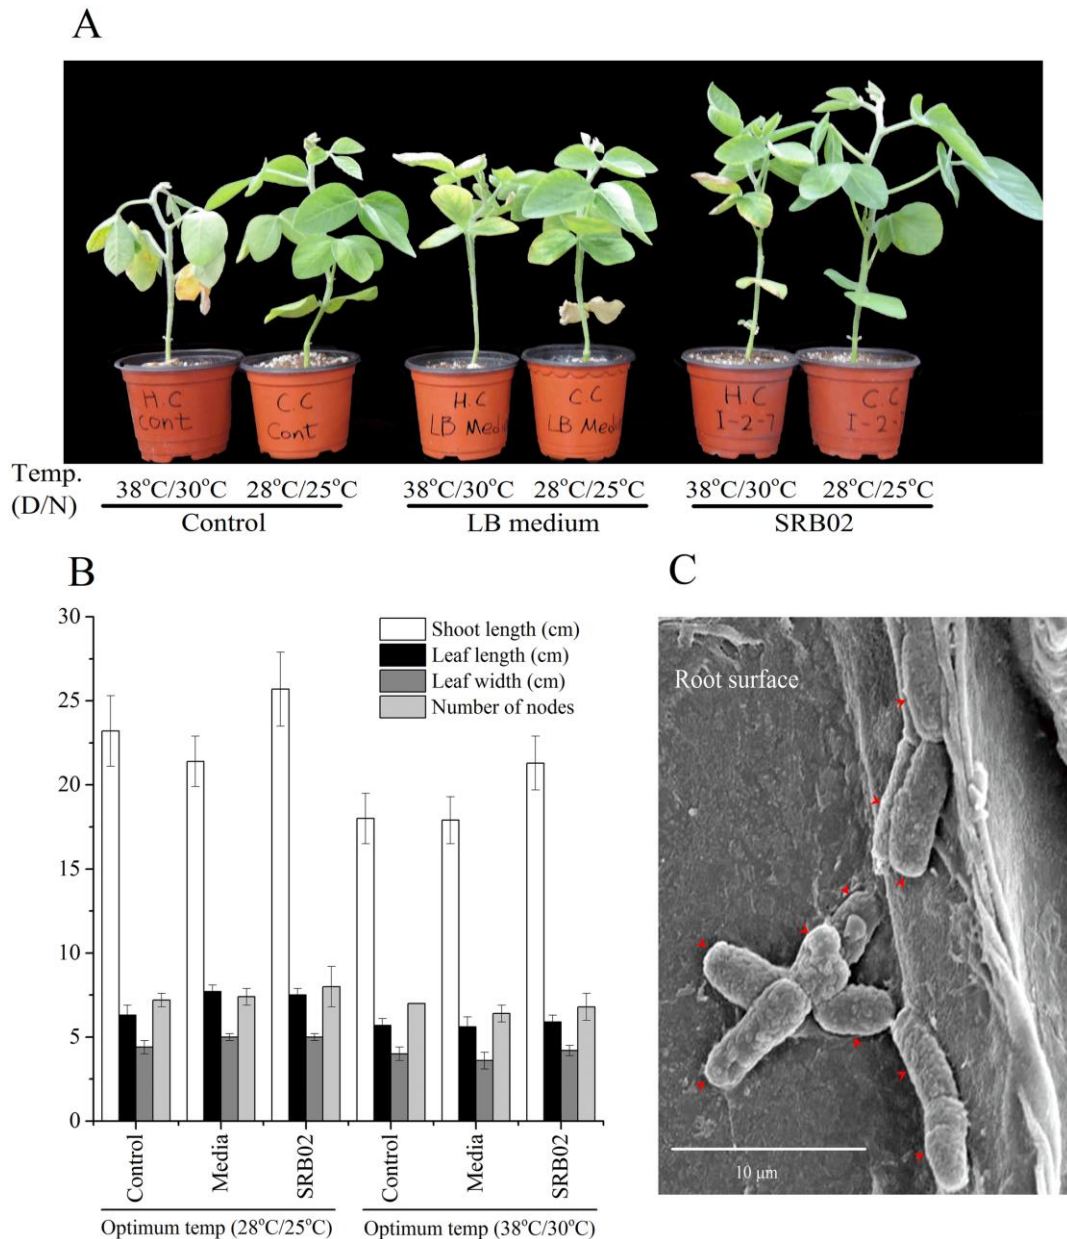 A
H.C
Cont
C.C
Cont
H.C
LB Medi
C.C
LB Medi
H.C
I-2-7
C.C
I-2-
Temp.
(D/N)
38°C/30°C 28°C/25°C 38°C/30°C 28°C/25°C 38°C/30°C 28°C/25°C
Control LB medium SRB02
B
30
25
20
15
10
5
0
Shoot length (cm)
Leaf length (cm)
Leaf width (cm)
Number of nodes
Control Media SRB02 Control Media SRB02
Optimum temp (28°C/25°C) Optimum temp (38°C/30°C)
C
Root surface
10 µm